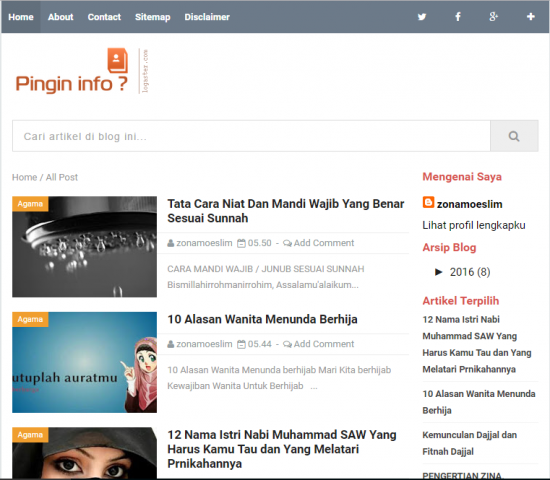 Home About Contact Sitemap Disclaimer
Pingin info ?
logaster.com
Cari artikel di blog ini...
Home / All Post
Agama
Tata Cara Niat Dan Mandi Wajib Yang Benar
Sesuai Sunnah
zonamoeslim 05.50 - Add Comment
CARA MANDI WAJIB / JUNUB SESUAI SUNNAH
Bismillahirrohmanirrohim, Assalamu'alaikum...
Agama
utuplah auratmu
10 Alasan Wanita Menunda Berhija
zonamoeslim 05.44 - Add Comment
10 Alasan Wanita Menunda berhijab Mari Kita berhijab
Kewajiban Wanita Untuk Berhijab ...
Agama
12 Nama Istri Nabi Muhammad SAW Yang
Harus Kamu Tau dan Yang Melatari
Prnikahannya
Mengenai Saya
zonamoeslim
Lihat profil lengkapku
Arsip Blog
► 2016 (8)
Artikel Terpilih
12 Nama Istri Nabi
Muhammad SAW Yang
Harus Kamu Tau dan Yang
Melatari Prnikahannya
10 Alasan Wanita Menunda
Berhija
Kemunculan Dajjal dan
Fitnah Dajjal
PENGERTIAN ZINA